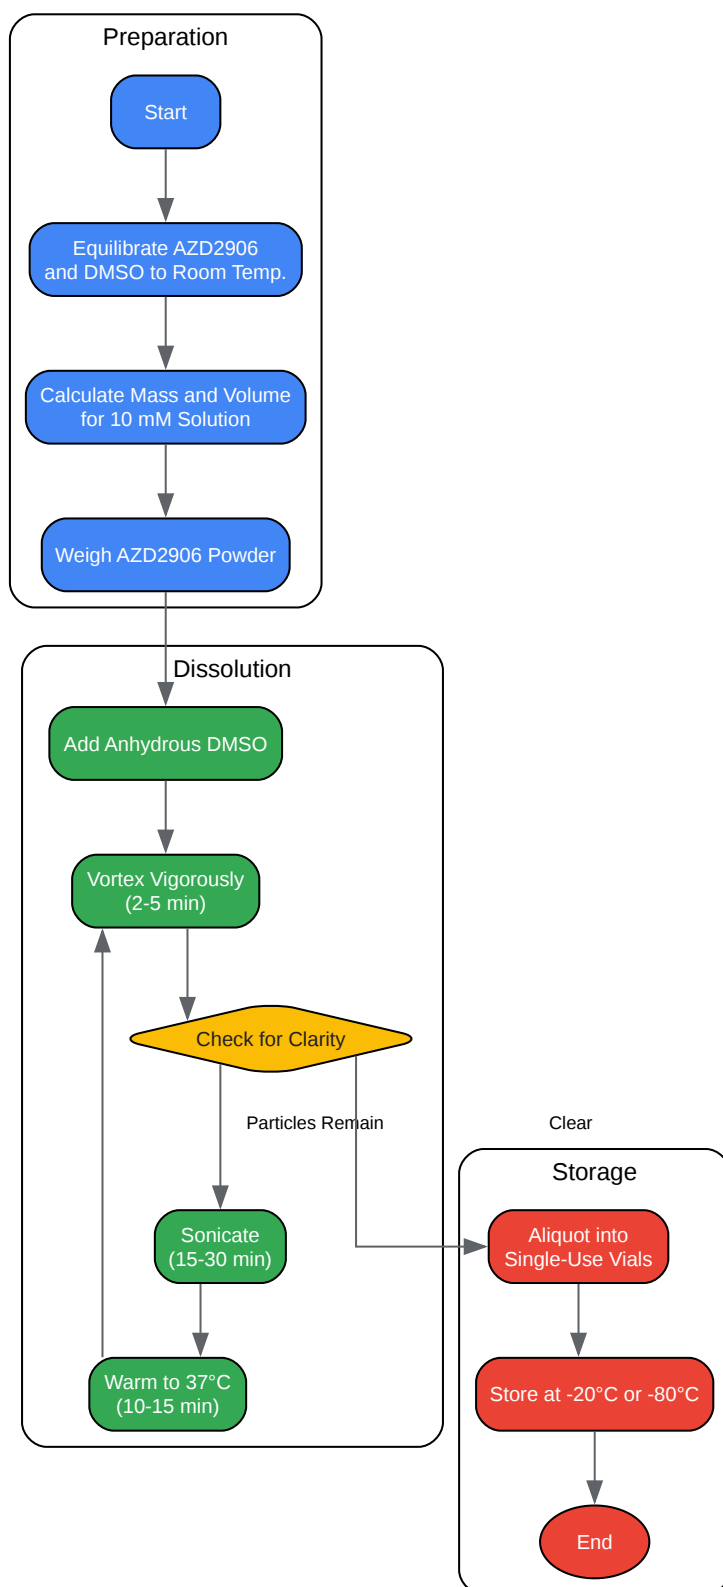 Preparation
Start
Equilibrate AZD2906
and DMSO to Room Temp.
Calculate Mass and Volume
for 10 mM Solution
Weigh AZD2906 Powder
Dissolution
Add Anhydrous DMSO
Vortex Vigorously
(2-5 min)
Check for Clarity
Particles Remain
Clear
Sonicate
(15-30 min)
Warm to 37°C
(10-15 min)
Storage
Aliquot into
Single-Use Vials
Store at -20°C or -80°C
End